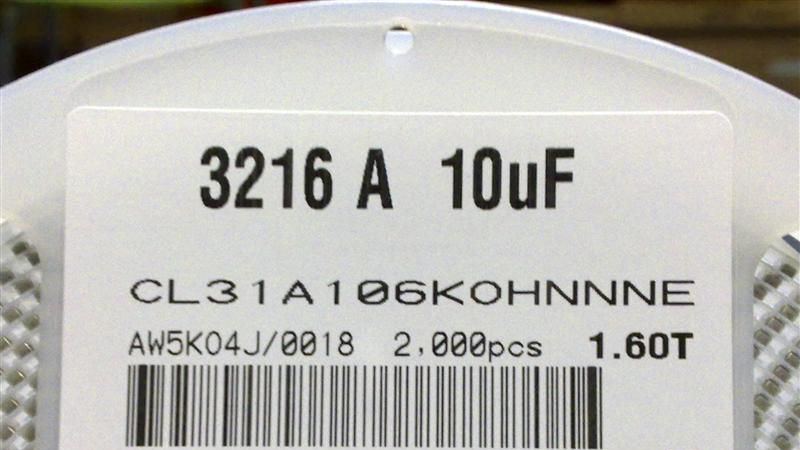 3216 A 10uF
CL31A106KOHNNNE
AW5K04J/0018 2,000pcs 1.60T